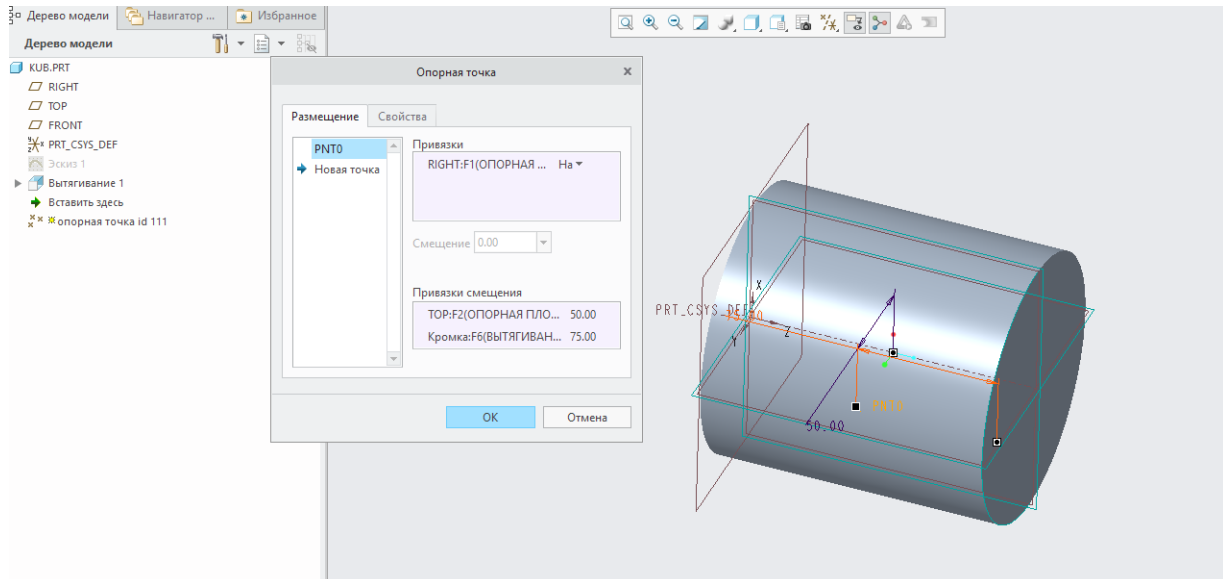 Дерево модели
Навигатор ...
Избранное
Дерево модели
KUB.PRT
RIGHT
TOP
FRONT
PRT_CSYS_DEF
Эскиз 1
Вытягивание 1
Вставить здесь
опорная точка id 111
Опорная точка
Размещение
Свойства
PNT0
Новая точка
Привязки
RIGHT:F1(ОПОРНАЯ ... На
Смещение 0.00
Привязки смещения
TOP:F2(ОПОРНАЯ ПЛО... 50.00
Кромка:F6(ВЫТЯГИВАН... 75.00
OK
Отмена
X
PRT_CSYS_DEF
Z
Y
PNT0
50.00